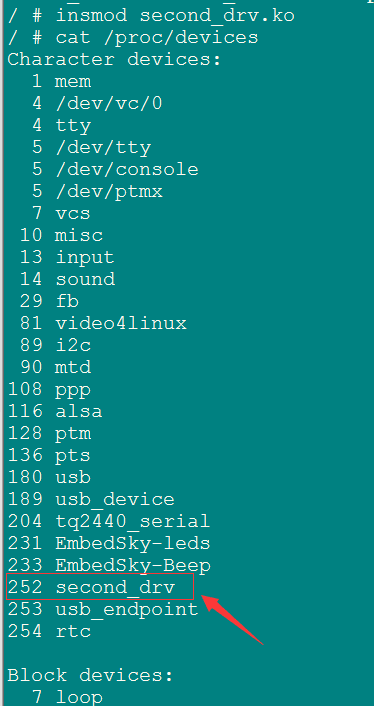 / # insmod second_drv.ko
/ # cat /proc/devices
Character devices:
  1 mem
  4 /dev/vc/0
  4 tty
  5 /dev/tty
  5 /dev/console
  5 /dev/ptmx
  7 vcs
 10 misc
 13 input
 14 sound
 29 fb
 81 video4linux
 89 i2c
 90 mtd
108 ppp
116 alsa
128 ptm
136 pts
180 usb
189 usb_device
204 tq2440_serial
231 EmbedSky-leds
233 EmbedSky-Beep
252 second_drv
253 usb_endpoint
254 rtc

Block devices:
  7 loop